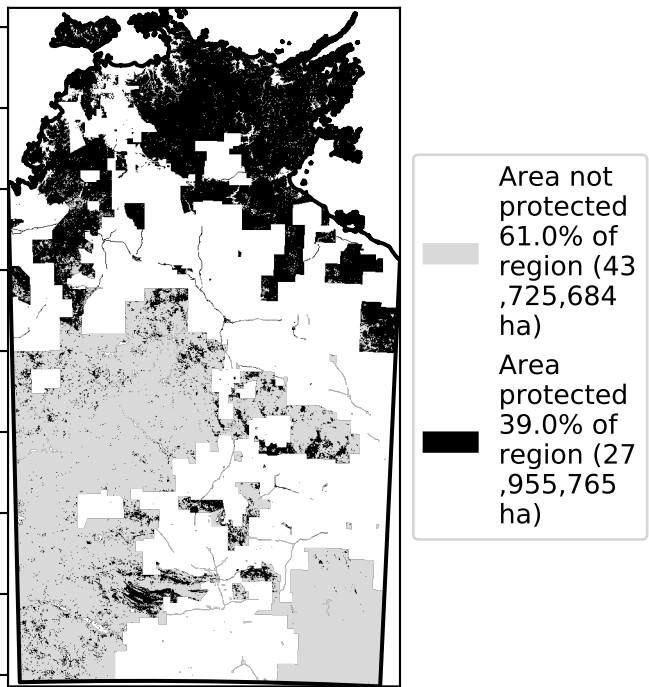 Area not
protected
61.0% of
region (43
,725,684
ha)
Area
protected
39.0% of
region (27
,955,765
ha)